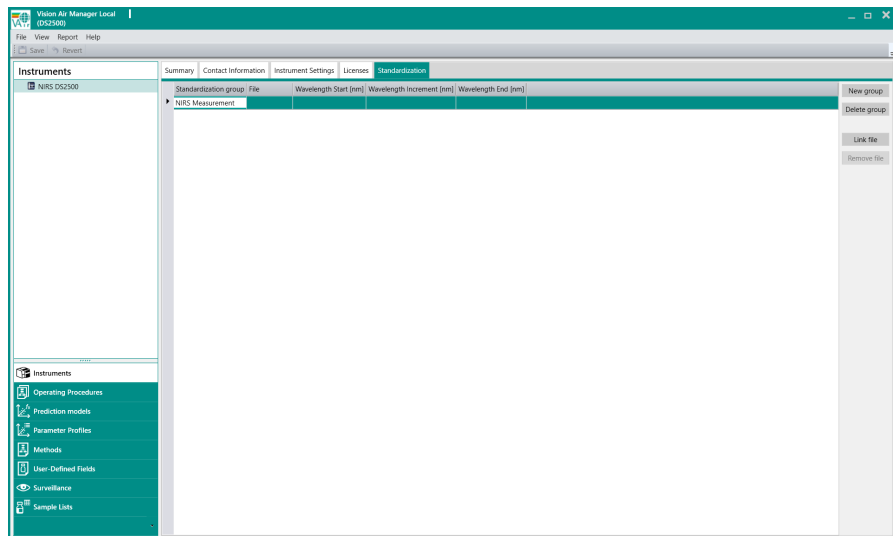 Vision Air Manager Local
(DS2500)
File View Report Help
Save Revert
Instruments
NIRS DS2500
Summary Contact Information Instrument Settings Licenses Standardization
Standardization group File Wavelength Start [nm] Wavelength Increment [nm] Wavelength End [nm]
NIRS Measurement
New group
Delete group
Link file
Remove file
Instruments
Operating Procedures
Prediction models
Parameter Profiles
Methods
User-Defined Fields
Surveillance
Sample Lists